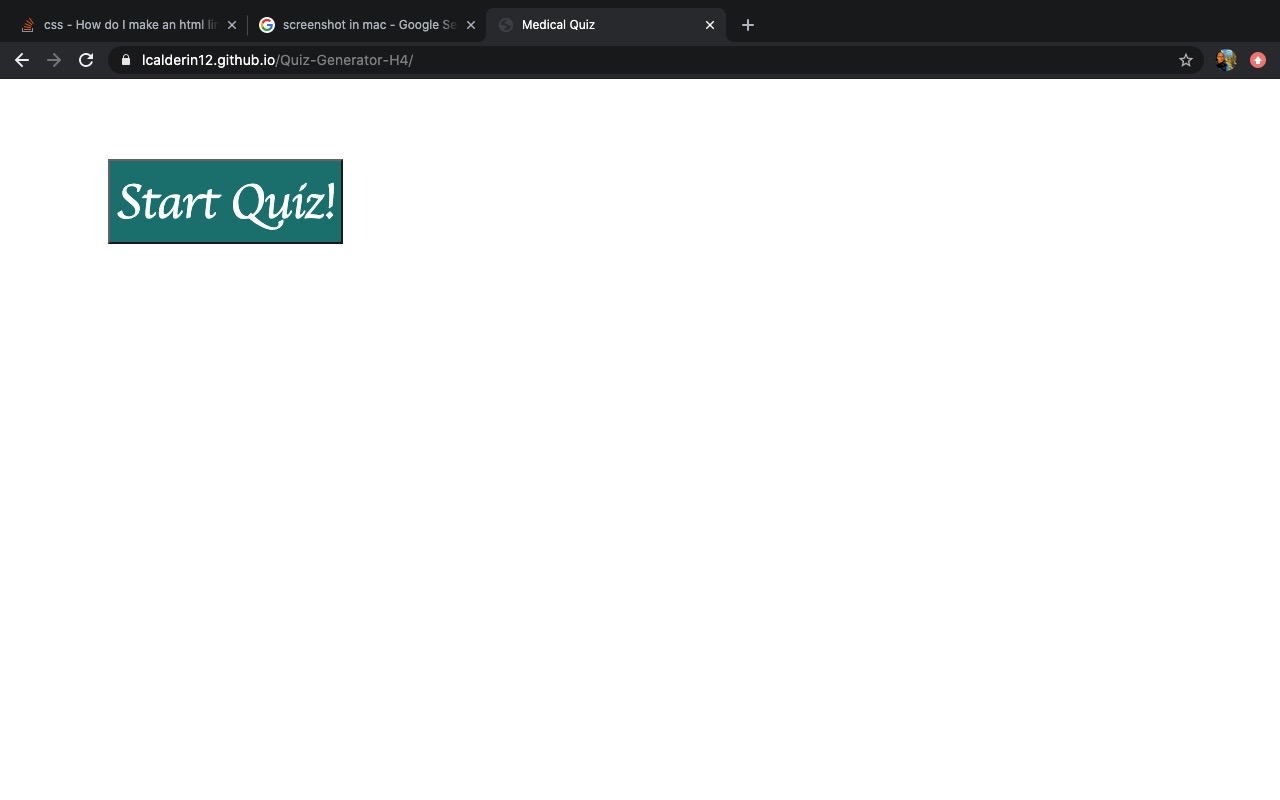 css - How do I make an html lin
screenshot in mac - Google Se
Medical Quiz
lcalderin12.github.io/Quiz-Generator-H4/
Start Quiz!